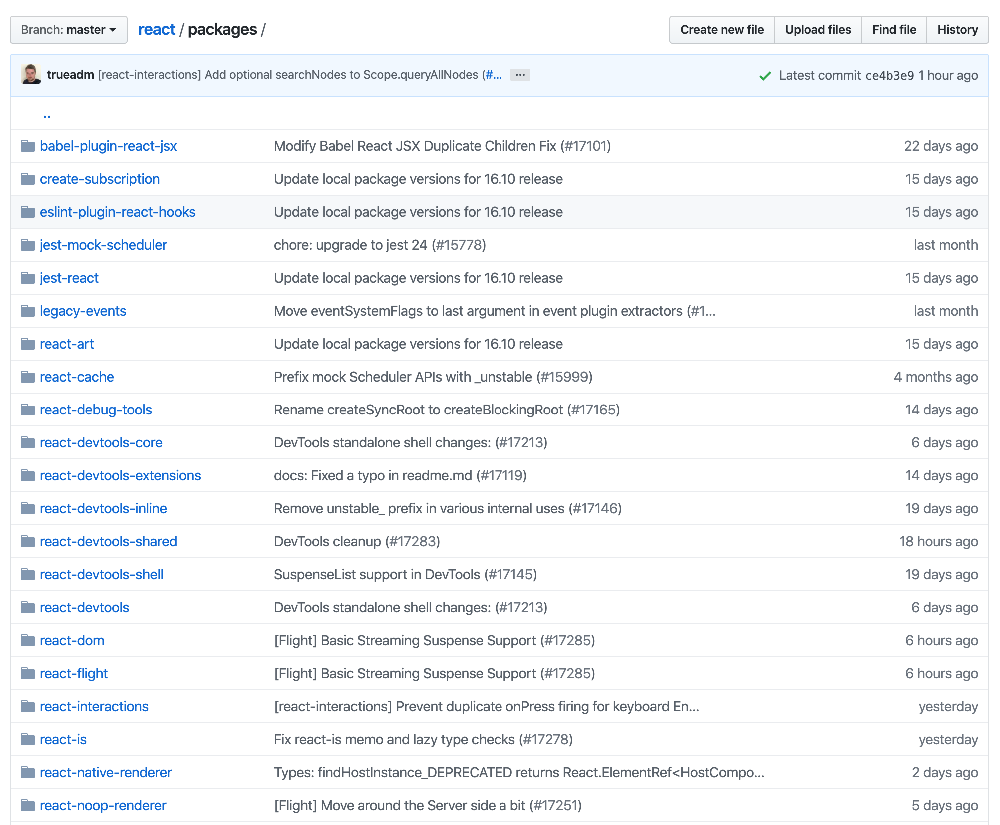 Branch: master react / packages / Create new file Upload files Find file History
trueadm [react-interactions] Add optional searchNodes to Scope.queryAllNodes (#... ... Latest commit ce4b3e9 1 hour ago
..
babel-plugin-react-jsx Modify Babel React JSX Duplicate Children Fix (#17101) 22 days ago
create-subscription Update local package versions for 16.10 release 15 days ago
eslint-plugin-react-hooks Update local package versions for 16.10 release 15 days ago
jest-mock-scheduler chore: upgrade to jest 24 (#15778) last month
jest-react Update local package versions for 16.10 release 15 days ago
legacy-events Move eventSystemFlags to last argument in event plugin extractors (#1... last month
react-art Update local package versions for 16.10 release 15 days ago
react-cache Prefix mock Scheduler APIs with _unstable (#15999) 4 months ago
react-debug-tools Rename createSyncRoot to createBlockingRoot (#17165) 14 days ago
react-devtools-core DevTools standalone shell changes: (#17213) 6 days ago
react-devtools-extensions docs: Fixed a typo in readme.md (#17119) 14 days ago
react-devtools-inline Remove unstable_ prefix in various internal uses (#17146) 19 days ago
react-devtools-shared DevTools cleanup (#17283) 18 hours ago
react-devtools-shell SuspenseList support in DevTools (#17145) 19 days ago
react-devtools DevTools standalone shell changes: (#17213) 6 days ago
react-dom [Flight] Basic Streaming Suspense Support (#17285) 6 hours ago
react-flight [Flight] Basic Streaming Suspense Support (#17285) 6 hours ago
react-interactions [react-interactions] Prevent duplicate onPress firing for keyboard En... yesterday
react-is Fix react-is memo and lazy type checks (#17278) yesterday
react-native-renderer Types: findHostInstance_DEPRECATED returns React.ElementRef<HostCompo... 2 days ago
react-noop-renderer [Flight] Move around the Server side a bit (#17251) 5 days ago